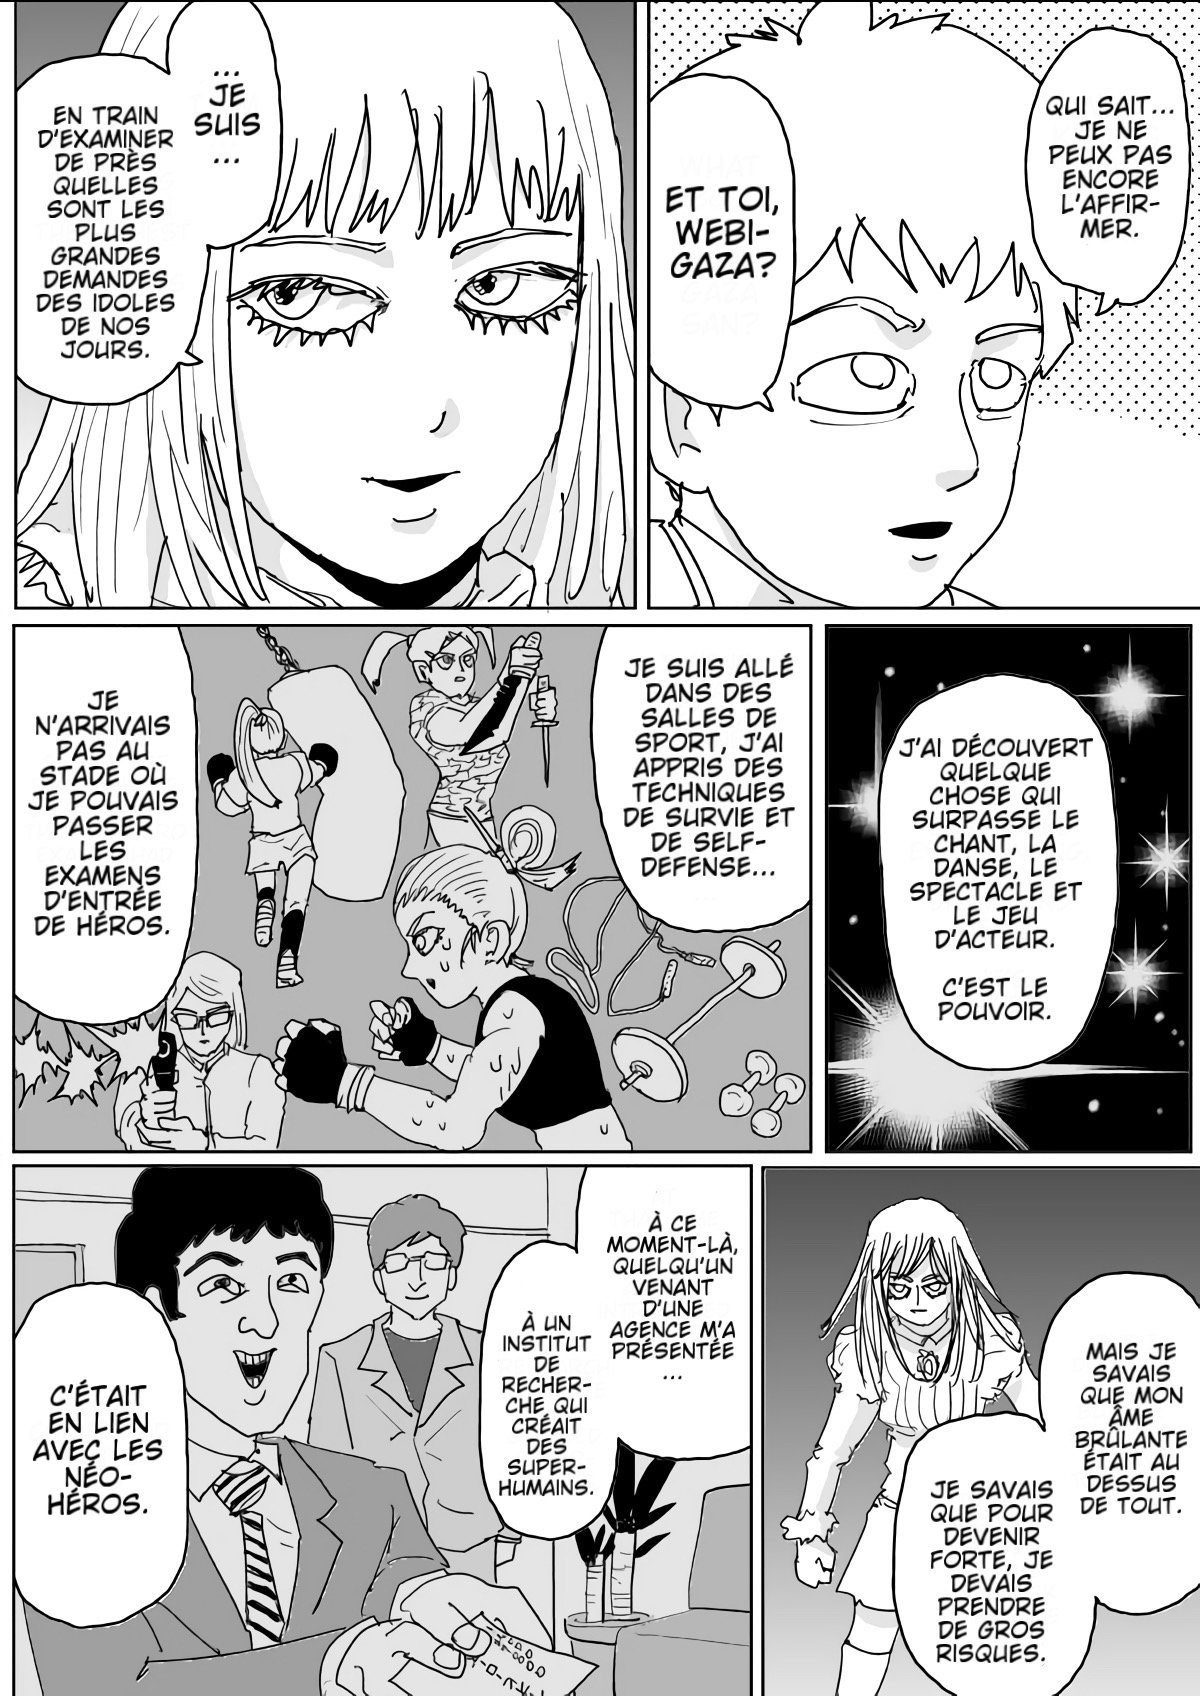 QUI SAIT...
JE NE
PEUX PAS
ENCORE
L'AFFIR-
MER.
ET TOI,
WEBI-
GAZA?
...
JE
SUIS
...
EN TRAIN
D'EXAMINER
DE PRÈS
QUELLES
SONT LES
PLUS
GRANDES
DEMANDES
DES IDOLES
DE NOS
JOURS.
J'AI DÉCOUVERT
QUELQUE
CHOSE QUI
SURPASSE LE
CHANT, LA
DANSE, LE
SPECTACLE ET
LE JEU
D'ACTEUR.
C'EST LE
POUVOIR.
JE SUIS ALLÉ
DANS DES
SALLES DE
SPORT, J'AI
APPRIS DES
TECHNIQUES
DE SURVIE ET
DE SELF-
DEFENSE...
JE
N'ARRIVAIS
PAS AU
STADE OÙ
JE POUVAIS
PASSER
LES
EXAMENS
D'ENTRÉE
DE HÉROS.
MAIS JE
SAVAIS
QUE MON
ÂME
BRÛLANTE
ÉTAIT AU
DESSUS
DE TOUT.
JE SAVAIS
QUE POUR
DEVENIR
FORTE, JE
DEVAIS
PRENDRE
DE GROS
RISQUES.
À CE
MOMENT-LÀ,
QUELQU'UN
VENANT
D'UNE
AGENCE M'A
PRÉSENTÉE
...
À UN
INSTITUT
DE
RECHER-
CHE QUI
CRÉAIT
DES
SUPER-
HUMAINS.
C'ÉTAIT
EN LIEN
AVEC LES
NÉO-
HÉROS.